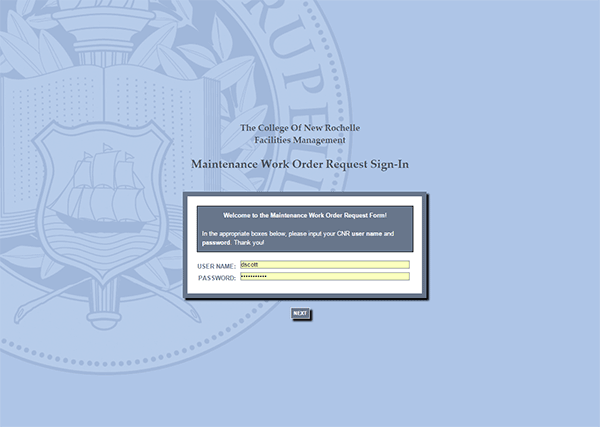 RUPELL
The College Of New Rochelle
Facilities Management
Maintenance Work Order Request Sign-In
Welcome to the Maintenance Work Order Request Form!
In the appropriate boxes below, please input your CNR user name and
password. Thank you!
USER NAME: dscott
PASSWORD: •••••••••••
NEXT